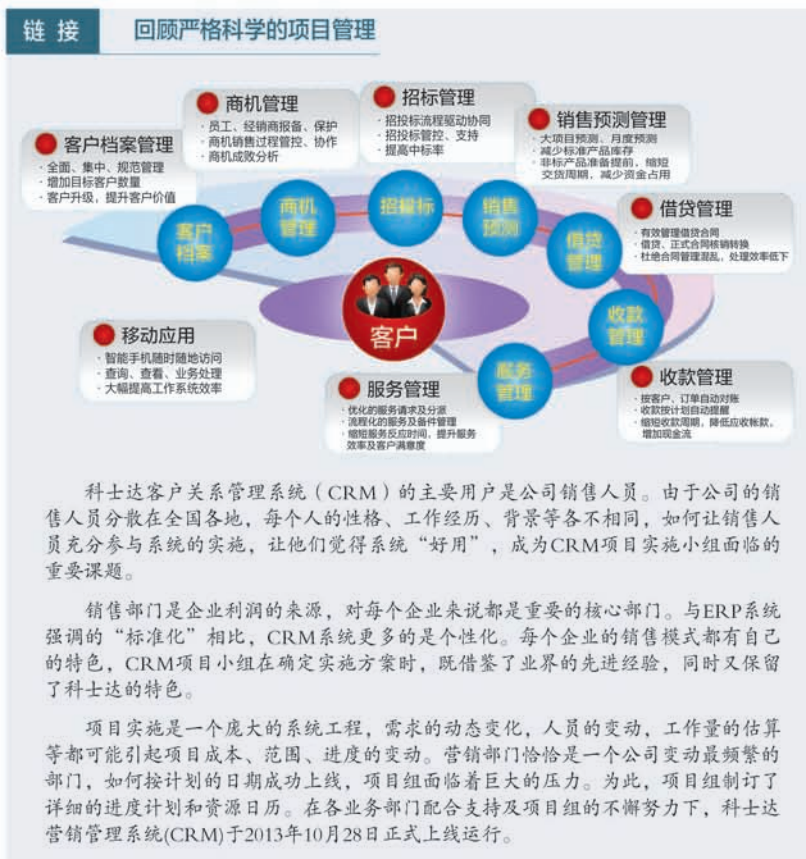 链 接
回顾严格科学的项目管理
商机管理
· 员工、经销商报备、保护
· 商机销售过程管控、协作
· 商机成败分析
招标管理
· 招投标流程驱动协同
· 招投标管控、支持
· 提高中标率
销售预测管理
· 大项目预测、月度预测
· 减少标准产品库存
· 非标产品准备提前，缩短
交货周期，减少资金占用
客户档案管理
· 全面、集中、规范管理
· 增加目标客户数量
· 客户升级，提升客户价值
借贷管理
· 有效管理借贷合同
· 借贷、正式合同核销转换
· 杜绝合同管理混乱，处理效率低下
客户
档案
商机
管理
招投标
销售
预测
借贷
管理
收款
管理
服务
管理
客户
移动应用
· 智能手机随时随地访问
· 查询、查看、业务处理
· 大幅提高工作系统效率
服务管理
· 优化的服务请求及分派
· 流程化的服务及备件管理
· 缩短服务反应时间，提升服务
效率及客户满意度
收款管理
· 按客户、订单自动对账
· 收款按计划自动提醒
· 缩短收款周期，降低应收帐款，
增加现金流
科士达客户关系管理系统（CRM）的主要用户是公司销售人员。由于公司的销
售人员分散在全国各地，每个人的性格、工作经历、背景等各不相同，如何让销售人
员充分参与系统的实施，让他们觉得系统“好用”，成为CRM项目实施小组面临的
重要课题。
销售部门是企业利润的来源，对每个企业来说都是重要的核心部门。与ERP系统
强调的“标准化”相比，CRM系统更多的是个性化。每个企业的销售模式都有自己
的特色，CRM项目小组在确定实施方案时，既借鉴了业界的先进经验，同时又保留
了科士达的特色。
项目实施是一个庞大的系统工程，需求的动态变化，人员的变动，工作量的估算
等都可能引起项目成本、范围、进度的变动。营销部门恰恰是一个公司变动最频繁的
部门，如何按计划的日期成功上线，项目组面临着巨大的压力。为此，项目组制订了
详细的进度计划和资源日历。在各业务部门配合支持及项目组的不懈努力下，科士达
营销管理系统(CRM)于2013年10月28日正式上线运行。